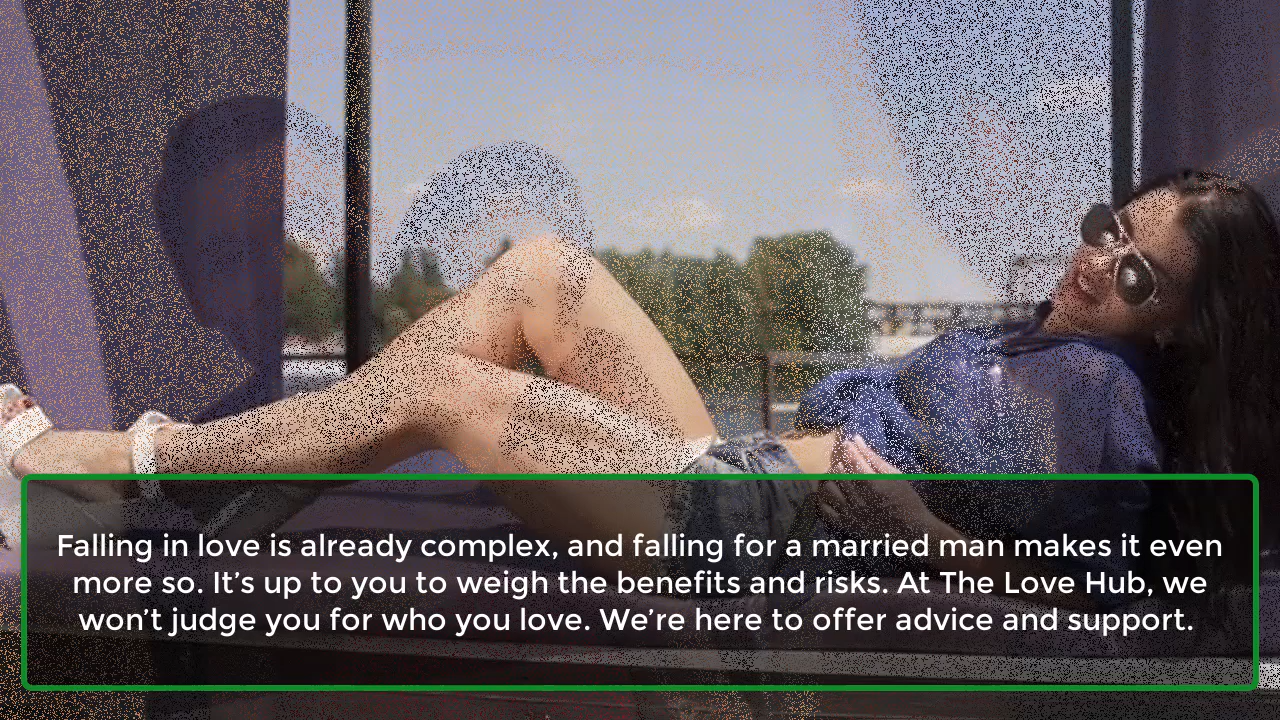 Falling in love is already complex, and falling for a married man makes it even
more so. It’s up to you to weigh the benefits and risks. At The Love Hub, we
won’t judge you for who you love. We’re here to offer advice and support.